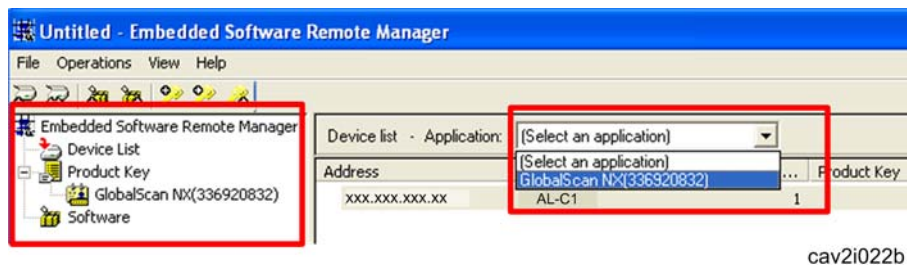 Untitled - Embedded Software Remote Manager
File Operations View Help
Embedded Software Remote Manager
Device List
Product Key
GlobalScan NX(336920832)
Software
Device list - Application: (Select an application)
(Select an application)
GlobalScan NX(336920832)
Address ... Product Key
xxx.xxx.xxx.xx AL-C1 1
cav2i022b